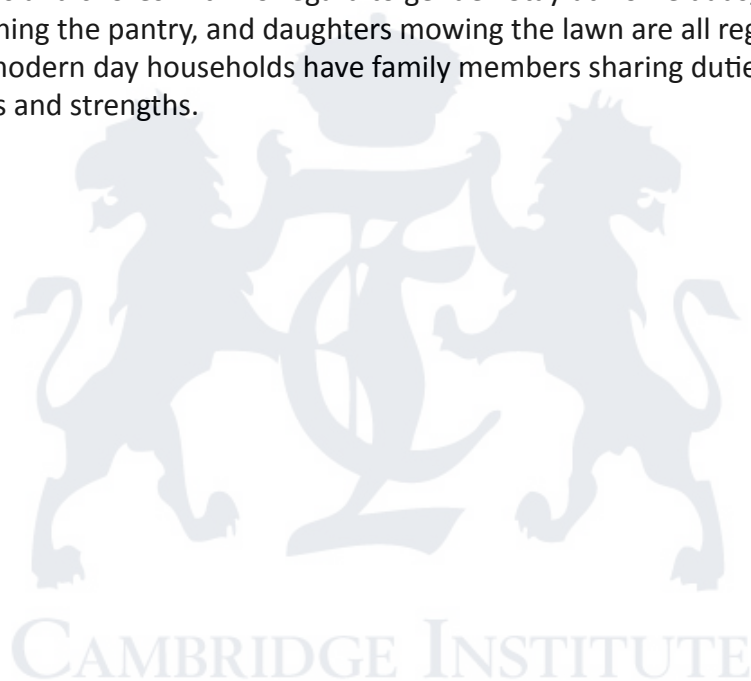 ning the pantry, and daughters mowing the lawn are all reg
modern day households have family members sharing dutie
s and strengths.
CAMBRIDGE INSTITUTE